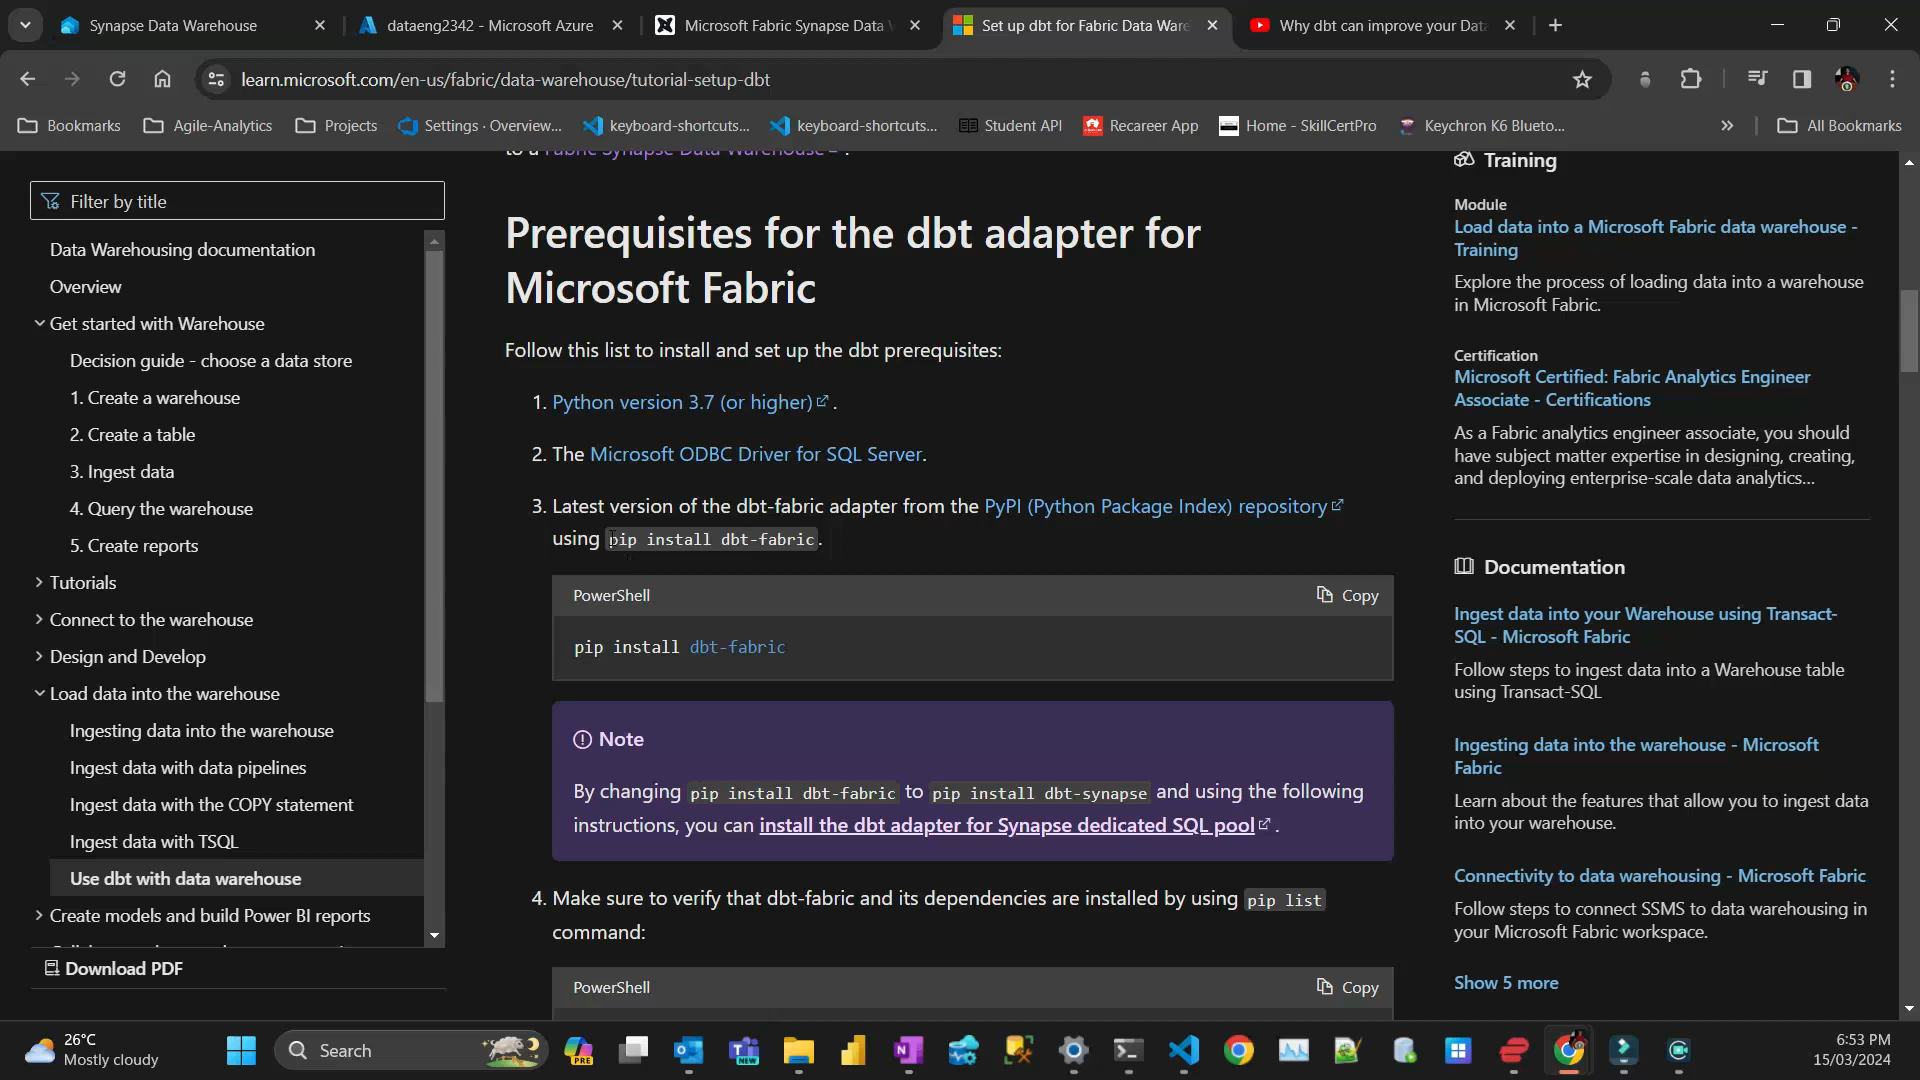 Synapse Data Warehouse
dataeng2342 - Microsoft Azure
Microsoft Fabric Synapse Data
Set up dbt for Fabric Data Ware
Why dbt can improve your Dat
learn.microsoft.com/en-us/fabric/data-warehouse/tutorial-setup-dbt
Bookmarks
Agile-Analytics
Projects
Settings · Overview...
keyboard-shortcuts...
keyboard-shortcuts...
Student API
Recareer App
Home - SkillCertPro
Keychron K6 Blueto...
All Bookmarks
Filter by title
Data Warehousing documentation
Overview
Get started with Warehouse
Decision guide - choose a data store
1. Create a warehouse
2. Create a table
3. Ingest data
4. Query the warehouse
5. Create reports
Tutorials
Connect to the warehouse
Design and Develop
Load data into the warehouse
Ingesting data into the warehouse
Ingest data with data pipelines
Ingest data with the COPY statement
Ingest data with TSQL
Use dbt with data warehouse
Create models and build Power BI reports
Download PDF
to a Fabric Synapse Data Warehouse .
Prerequisites for the dbt adapter for
Microsoft Fabric
Follow this list to install and set up the dbt prerequisites:
1. Python version 3.7 (or higher) .
2. The Microsoft ODBC Driver for SQL Server.
3. Latest version of the dbt-fabric adapter from the PyPI (Python Package Index) repository
using pip install dbt-fabric.
PowerShell
Copy
pip install dbt-fabric
Note
By changing pip install dbt-fabric to pip install dbt-synapse and using the following
instructions, you can install the dbt adapter for Synapse dedicated SQL pool .
4. Make sure to verify that dbt-fabric and its dependencies are installed by using pip list
command:
PowerShell
Copy
Training
Module
Load data into a Microsoft Fabric data warehouse -
Training
Explore the process of loading data into a warehouse
in Microsoft Fabric.
Certification
Microsoft Certified: Fabric Analytics Engineer
Associate - Certifications
As a Fabric analytics engineer associate, you should
have subject matter expertise in designing, creating,
and deploying enterprise-scale data analytics...
Documentation
Ingest data into your Warehouse using Transact-
SQL - Microsoft Fabric
Follow steps to ingest data into a Warehouse table
using Transact-SQL
Ingesting data into the warehouse - Microsoft
Fabric
Learn about the features that allow you to ingest data
into your warehouse.
Connectivity to data warehousing - Microsoft Fabric
Follow steps to connect SSMS to data warehousing in
your Microsoft Fabric workspace.
Show 5 more
26°C
Mostly cloudy
Search
PRE
NEW
6:53 PM
15/03/2024